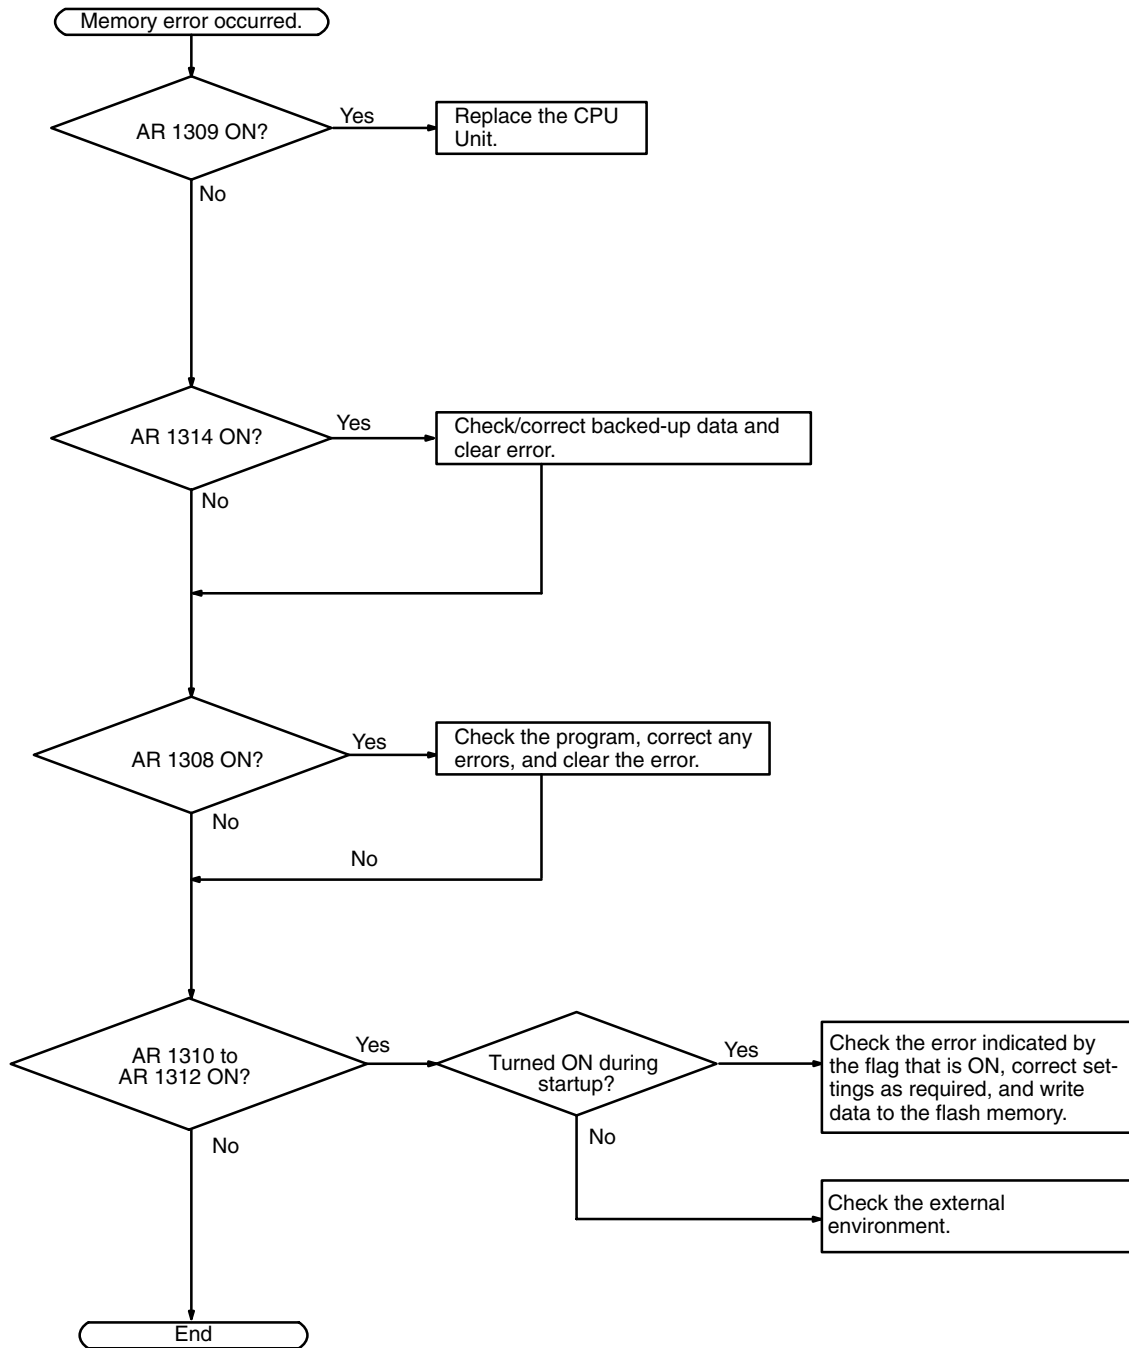 Memory error occurred.
AR 1309 ON?
Yes
Replace the CPU
Unit.
No
AR 1314 ON?
Yes
Check/correct backed-up data and
clear error.
No
AR 1308 ON?
Yes
Check the program, correct any
errors, and clear the error.
No
No
AR 1310 to
AR 1312 ON?
Yes
Turned ON during
startup?
Yes
Check the error indicated by
the flag that is ON, correct set-
tings as required, and write
data to the flash memory.
No
No
Check the external
environment.
End